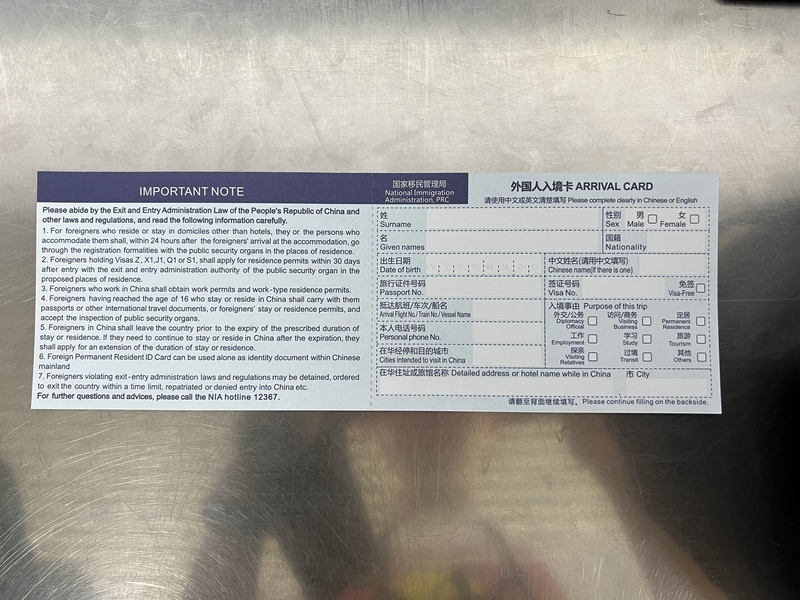 IMPORTANT NOTE
Please abide by the Exit and Entry Administration Law of the People's Republic of China and
other laws and regulations, and read the following information carefully.
1. For foreigners who reside or stay in domiciles other than hotels, they or the persons who
accommodate them shall, within 24 hours after the foreigners' arrival at the accommodation, go
through the registration formalities with the public security organs in the places of residence.
2. Foreigners holding Visas Z, X1,J1, Q1 or S1, shall apply for residence permits within 30 days
after entry with the exit and entry administration authority of the public security organ in the
proposed places of residence.
3. Foreigners who work in China shall obtain work permits and work-type residence permits.
4. Foreigners having reached the age of 16 who stay or reside in China shall carry with them
passports or other international travel documents, or foreigners' stay or residence permits, and
accept the inspection of public security organs.
5. Foreigners in China shall leave the country prior to the expiry of the prescribed duration of
stay or residence. If they need to continue to stay or reside in China after the expiration, they
shall apply for an extension of the duration of stay or residence.
6. Foreign Permanent Resident ID Card can be used alone as identity document within Chinese
mainland
7. Foreigners violating exit-entry administration laws and regulations may be detained, ordered
to exit the country within a time limit, repatriated or denied entry into China etc.
For further questions and advices, please call the NIA hotline 12367.
国家移民管理局
National Immigration
Administration, PRC
外国人入境卡 ARRIVAL CARD
请使用中文或英文清楚填写 Please complete clearly in Chinese or English
姓
Surname
性别 男 女
Sex Male Female
名
Given names
国籍
Nationality
出生日期
Date of birth
中文姓名(请用中文填写)
Chinese name(if there is one)
旅行证件号码
Passport No.
签证号码 免签
Visa No. Visa-Free
抵达航班/车次/船名
Arrival Flight No./Train No./ Vessel Name
本人电话号码
Personal phone No.
在华经停和目的城市
Cities intended to visit in China
入境事由 Purpose of this trip
外交/公务 访问/商务 定居
Diplomacy Official Visiting Business Permanent Residence
工作 学习 旅游
Employment Study Tourism
探亲 过境 其他
Visiting Relatives Transit Others
在华住址或旅馆名称 Detailed address or hotel name while in China 市 City
请翻至背面继续填写。Please continue filling on the backside.